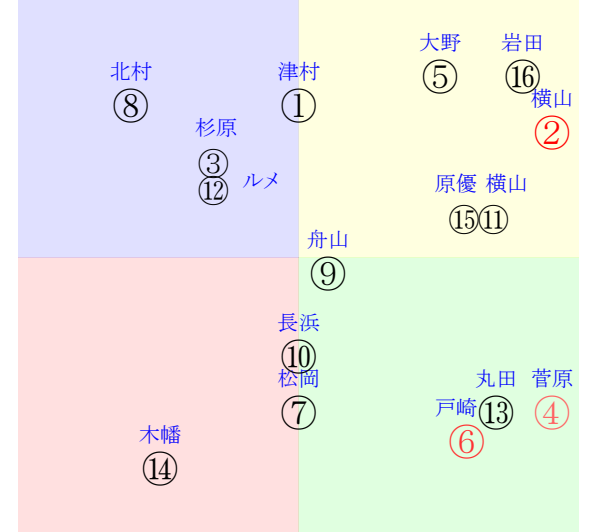 大野 岩田
北村 津村 ⑤ ⑯
⑧ ① 横山
杉原 ②
③
⑫ ルメ 原優 横山
⑮⑪
舟山
⑨
長浜
⑩
松岡 丸田 菅原
⑦ 戸崎⑬ ④
木幡 ⑥
⑭